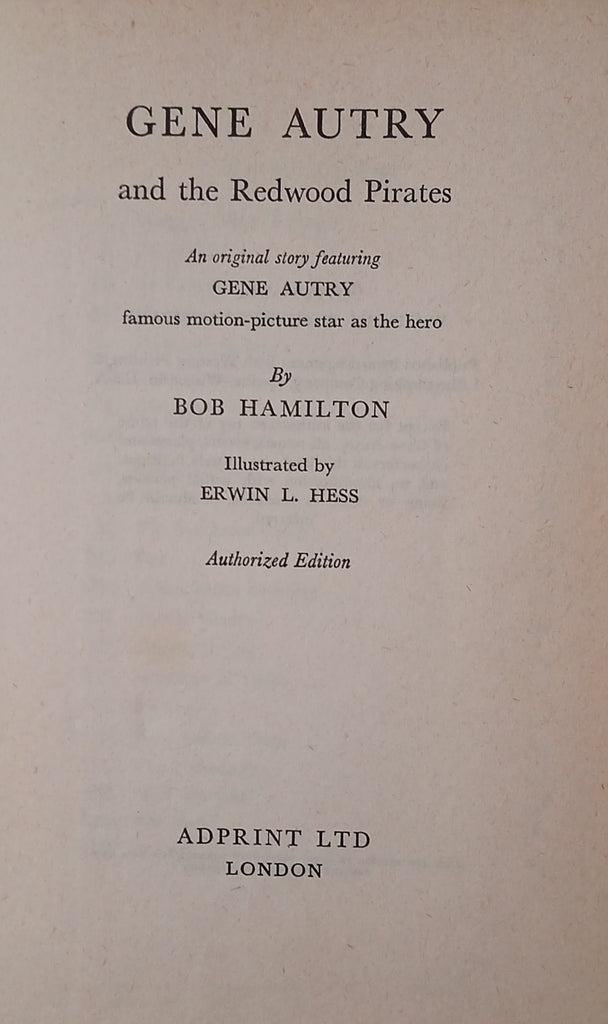 GENE AUTRY
and the Redwood Pirates
An original story featuring
GENE AUTRY
famous motion-picture star as the hero
By
BOB HAMILTON
Illustrated by
ERWIN L. HESS
Authorized Edition
ADPRINT LTD
LONDON